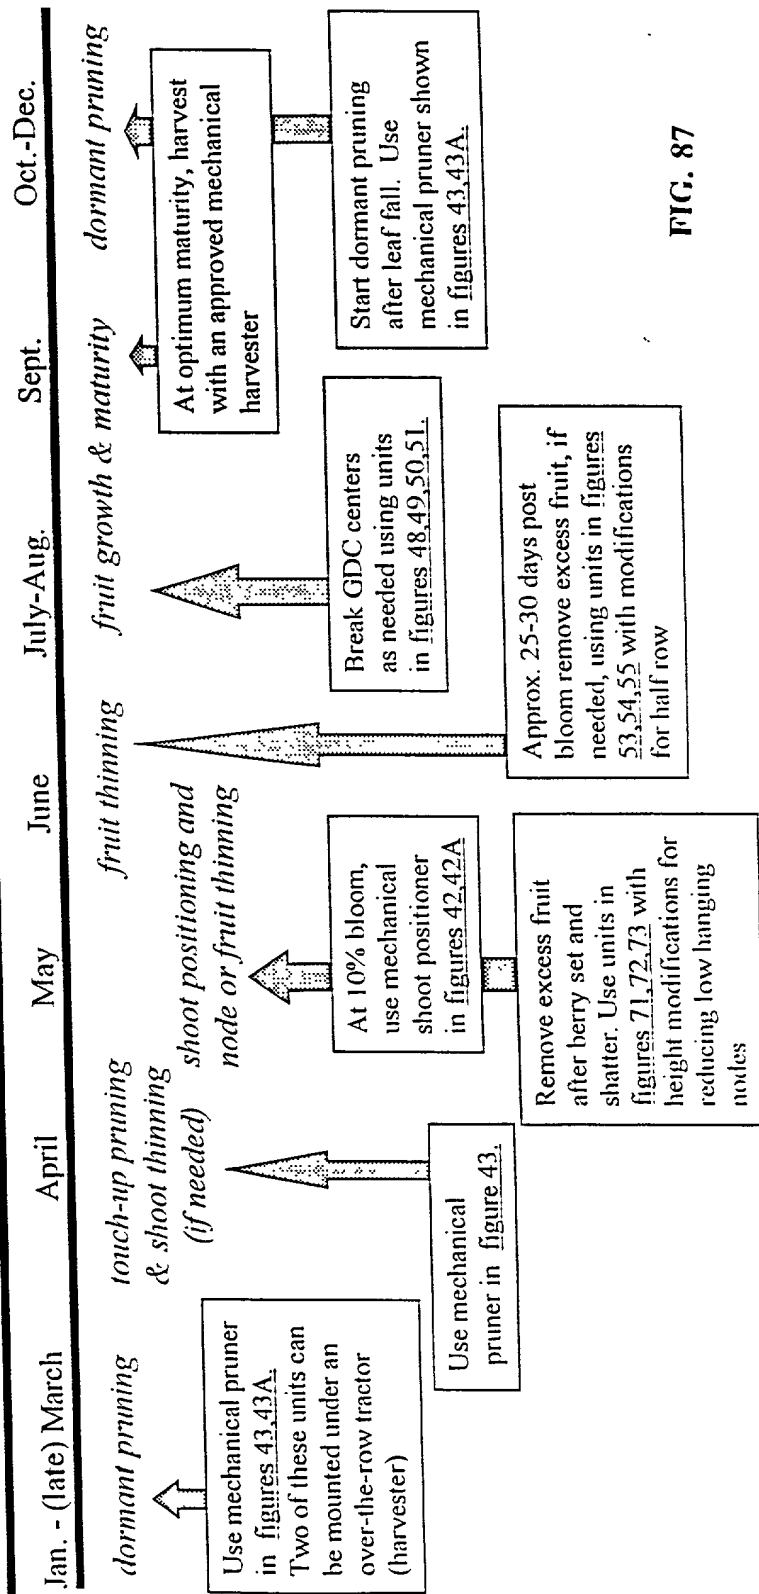 Jan. - (late) March
April
May
June
July-Aug.
Sept.
Oct.-Dec.
dormant pruning
touch-up pruning
& shoot thinning
(if needed)
shoot positioning and
node or fruit thinning
fruit thinning
fruit growth & maturity
dormant pruning
Use mechanical pruner
in figures 43,43A.
Two of these units can
be mounted under an
over-the-row tractor
(harvester)
Use mechanical
pruner in figure 43.
At 10% bloom,
use mechanical
shoot positioner
in figures 42,42A
Remove excess fruit
after berry set and
shatter. Use units in
figures 71,72,73 with
height modifications for
reducing low hanging
nodes
Approx. 25-30 days post
bloom remove excess fruit, if
needed, using units in figures
53,54,55 with modifications
for half row
Break GDC centers
as needed using units
in figures 48,49,50,51.
At optimum maturity, harvest
with an approved mechanical
harvester
Start dormant pruning
after leaf fall. Use
mechanical pruner shown
in figures 43,43A.
FIG. 87